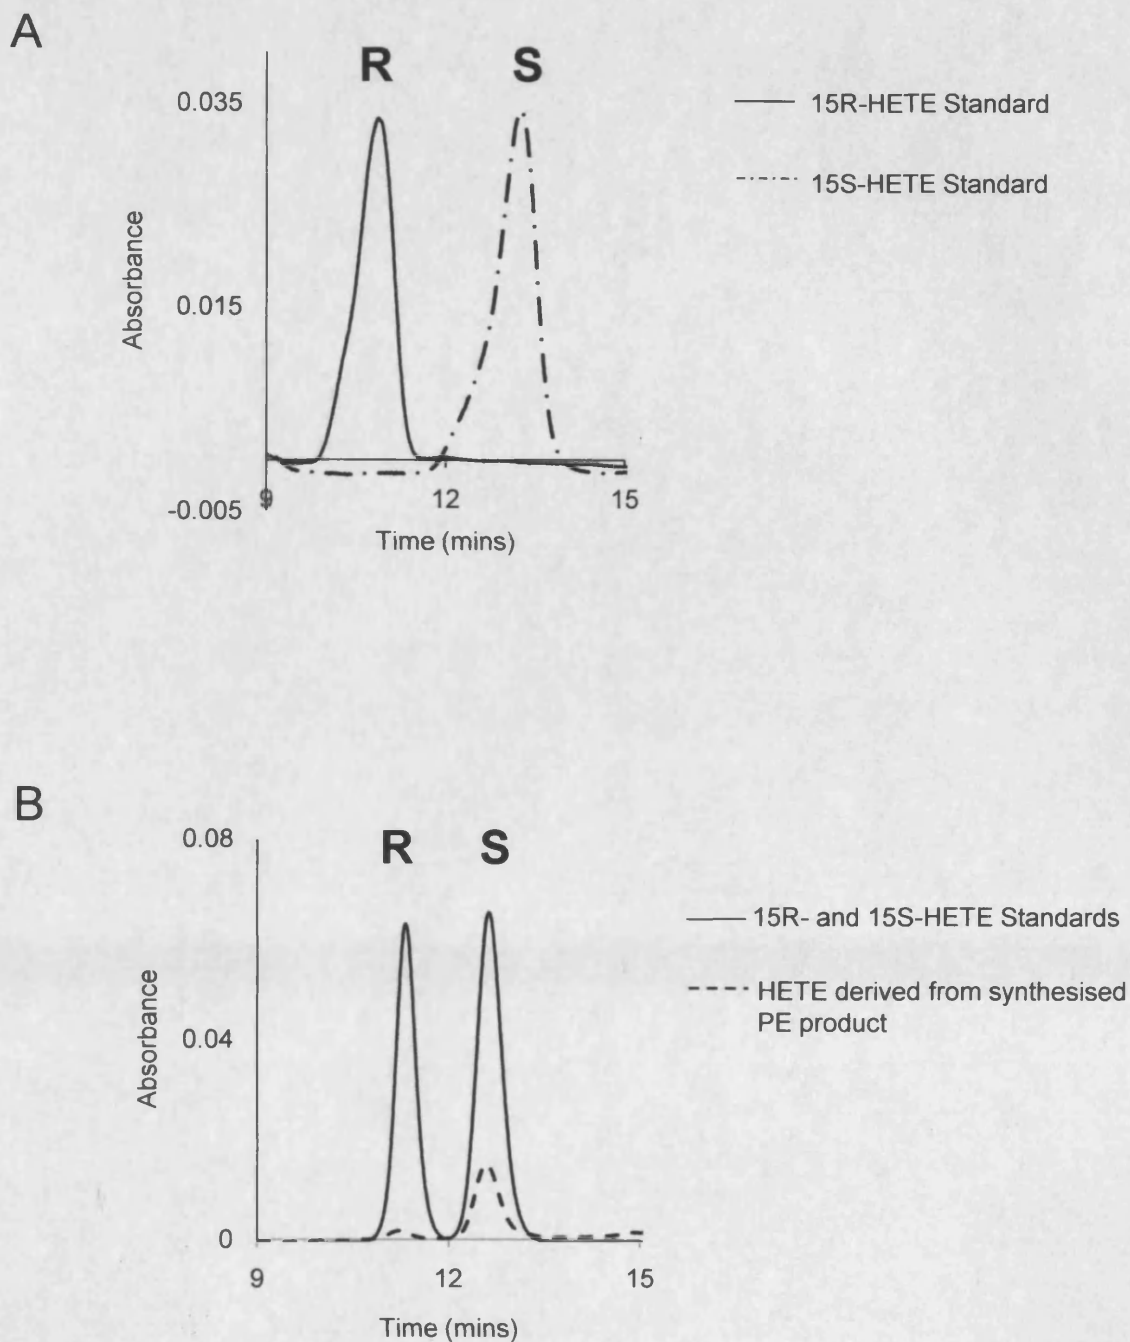 A
R S
0.035
15R-HETE Standard
15S-HETE Standard
Absorbance
0.015
-0.005
9 12 15
Time (mins)
B
R S
0.08
15R- and 15S-HETE Standards
HETE derived from synthesised
PE product
Absorbance
0.04
0
9 12 15
Time (mins)